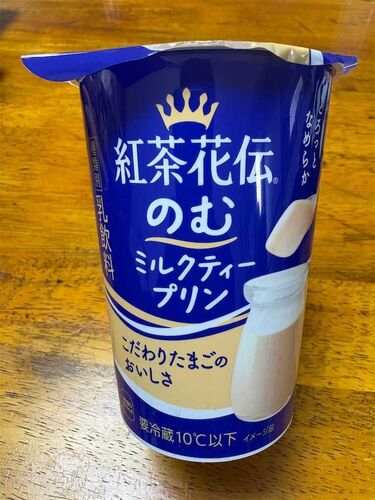 とろっと
なめらか
紅茶花伝®
のむ
ミルクティー
プリン
乳飲料
こだわりたまごの
おいしさ
要冷蔵10℃以下 イメージ図